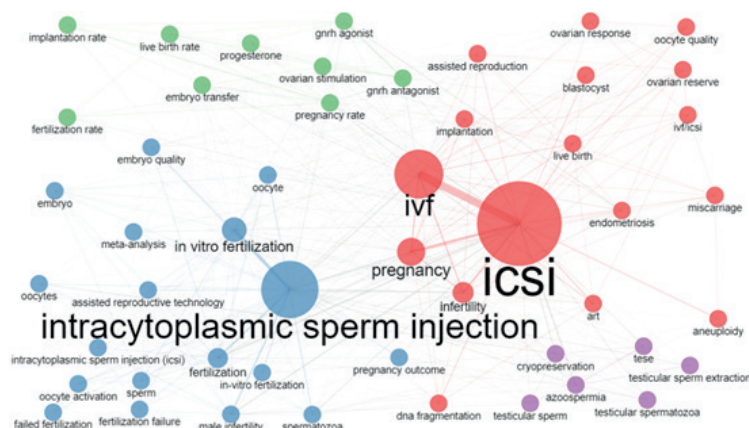 gnrh agonist
ovarian response
implantation rate
live birth rate
oocyte quality
progesterone
assisted reproduction
ovarian stimulation
ovarian reserve
blastocyst
gnrh antagonist
embryo transfer
pregnancy rate
ivf/icsi
fertilization rate
implantation
live birth
embryo quality
oocyte
ivf
embryo
miscarriage
endometriosis
meta-analysis
in vitro fertilization
pregnancy
icsi
oocytes
assisted reproductive technology
infertility
art
intracytoplasmic sperm injection
aneuploidy
intracytoplasmic sperm injection (icsi)
tese
cryopreservation
fertilization
in-vitro fertilization
pregnancy outcome
testicular sperm extraction
oocyte activation
sperm
azoospermia
failed fertilization
fertilization failure
male infertility
spermatozoa
dna fragmentation
testicular sperm
testicular spermatozoa